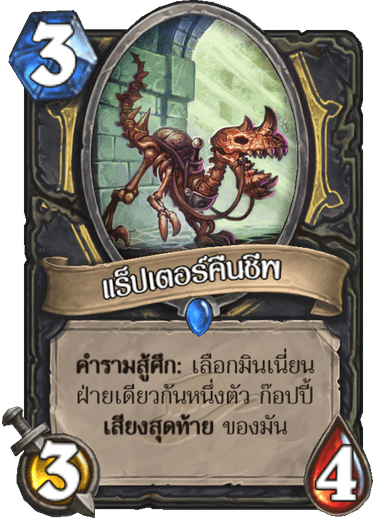 3
แร็ปเตอร์คืนชีพ
คำรามสู้ศึก: เลือกมินเนี่ยน
ฝ่ายเดียวกันหนึ่งตัว ก๊อปปี้
เสียงสุดท้าย ของมัน
3
4